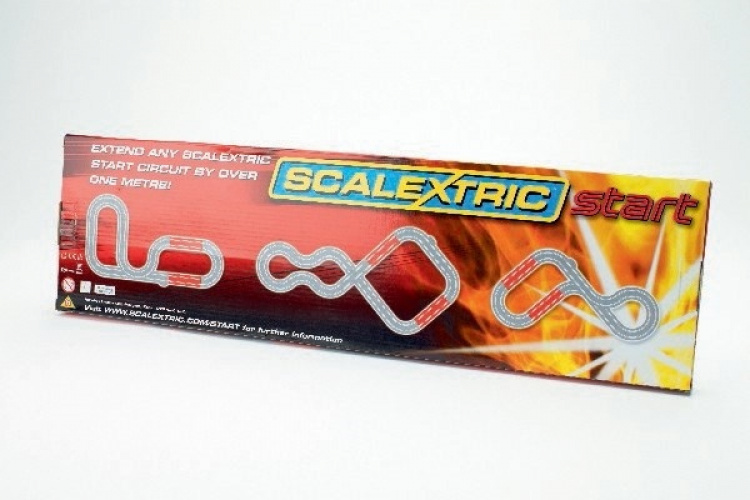 EXTEND ANY SCALEXTRIC
START CIRCUIT BY OVER
ONE METRE!
SCALEXTRIC start
Visit WWW.SCALEXTRIC.COM/START for further information